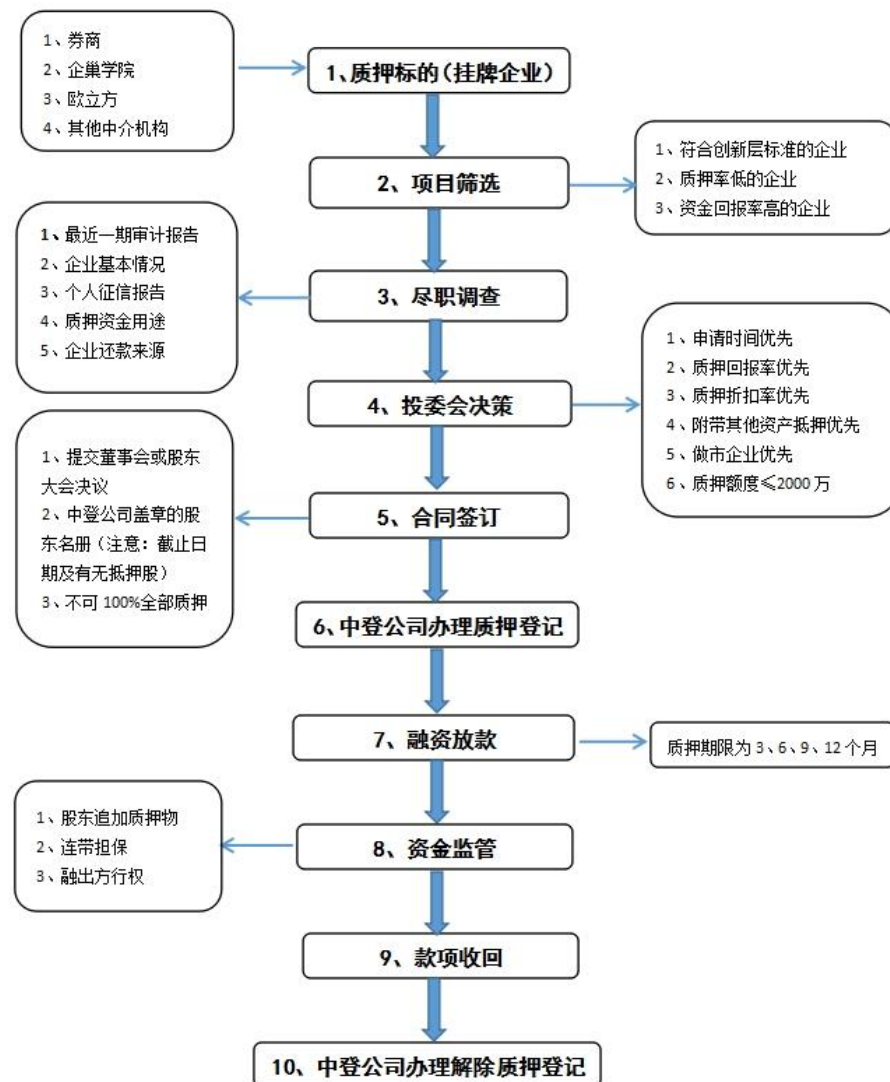 1、券商
2、企巢学院
3、欧立方
4、其他中介机构
1、质押标的（挂牌企业）
2、项目筛选
1、符合创新层标准的企业
2、质押率低的企业
3、资金回报率高的企业
1、最近一期审计报告
2、企业基本情况
3、个人征信报告
4、质押资金用途
5、企业还款来源
3、尽职调查
4、投委会决策
1、申请时间优先
2、质押回报率优先
3、质押折扣率优先
4、附带其他资产抵押优先
5、做市企业优先
6、质押额度≤2000万
1、提交董事会或股东
大会决议
2、中登公司盖章的股
东名册（注意：截止日
期及有无抵押股）
3、不可100%全部质押
5、合同签订
6、中登公司办理质押登记
7、融资放款
质押期限为3、6、9、12个月
1、股东追加质押物
2、连带担保
3、融出方行权
8、资金监管
9、款项收回
10、中登公司办理解除质押登记